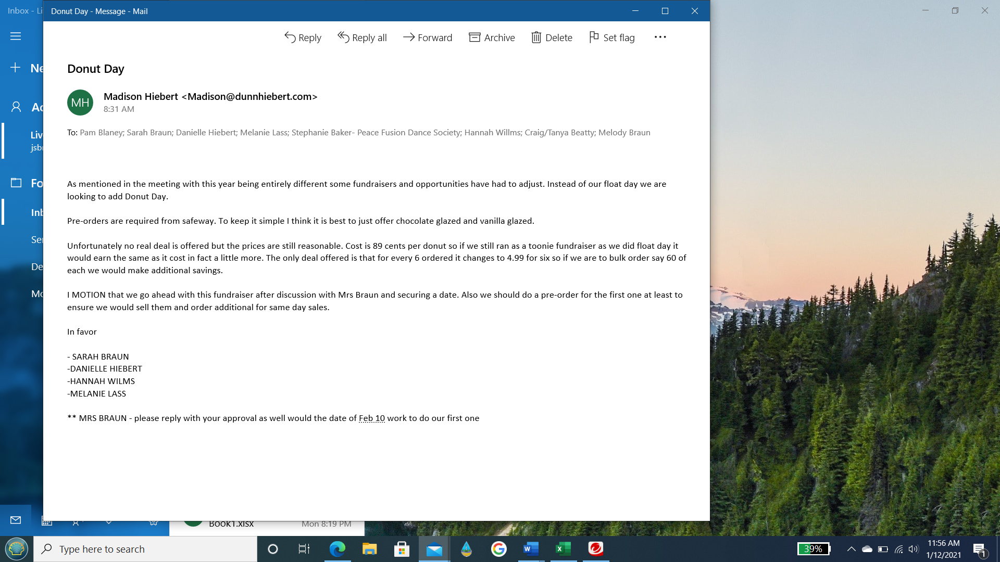 Inbox - Li
Donut Day - Message - Mail
Reply
Reply all
Forward
Archive
Delete
Set flag
Ne
Ac
Liv
jsbr
Fo
Inb
Ser
De
Mo
Donut Day
MH
Madison Hiebert <Madison@dunnhiebert.com>
8:31 AM
To: Pam Blaney; Sarah Braun; Danielle Hiebert; Melanie Lass; Stephanie Baker- Peace Fusion Dance Society; Hannah Willms; Craig/Tanya Beatty; Melody Braun
As mentioned in the meeting with this year being entirely different some fundraisers and opportunities have had to adjust. Instead of our float day we are
looking to add Donut Day.
Pre-orders are required from safeway. To keep it simple I think it is best to just offer chocolate glazed and vanilla glazed.
Unfortunately no real deal is offered but the prices are still reasonable. Cost is 89 cents per donut so if we still ran as a toonie fundraiser as we did float day it
would earn the same as it cost in fact a little more. The only deal offered is that for every 6 ordered it changes to 4.99 for six so if we are to bulk order say 60 of
each we would make additional savings.
I MOTION that we go ahead with this fundraiser after discussion with Mrs Braun and securing a date. Also we should do a pre-order for the first one at least to
ensure we would sell them and order additional for same day sales.
In favor
- SARAH BRAUN
-DANIELLE HIEBERT
-HANNAH WILMS
-MELANIE LASS
** MRS BRAUN - please reply with your approval as well would the date of Feb 10 work to do our first one
Book1.xlsx
Mon 8:19 PM
Type here to search
39%
11:56 AM
1/12/2021
1